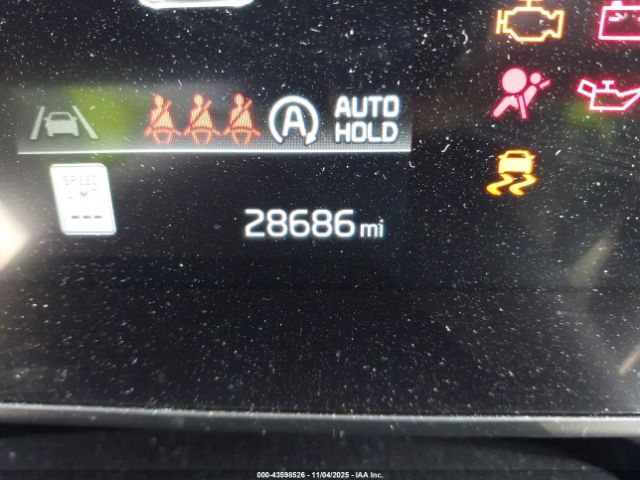 A
AUTO
HOLD
SPEED
LIMIT
---
28686 mi
000-43598526 - 11/04/2025 - IAA Inc.